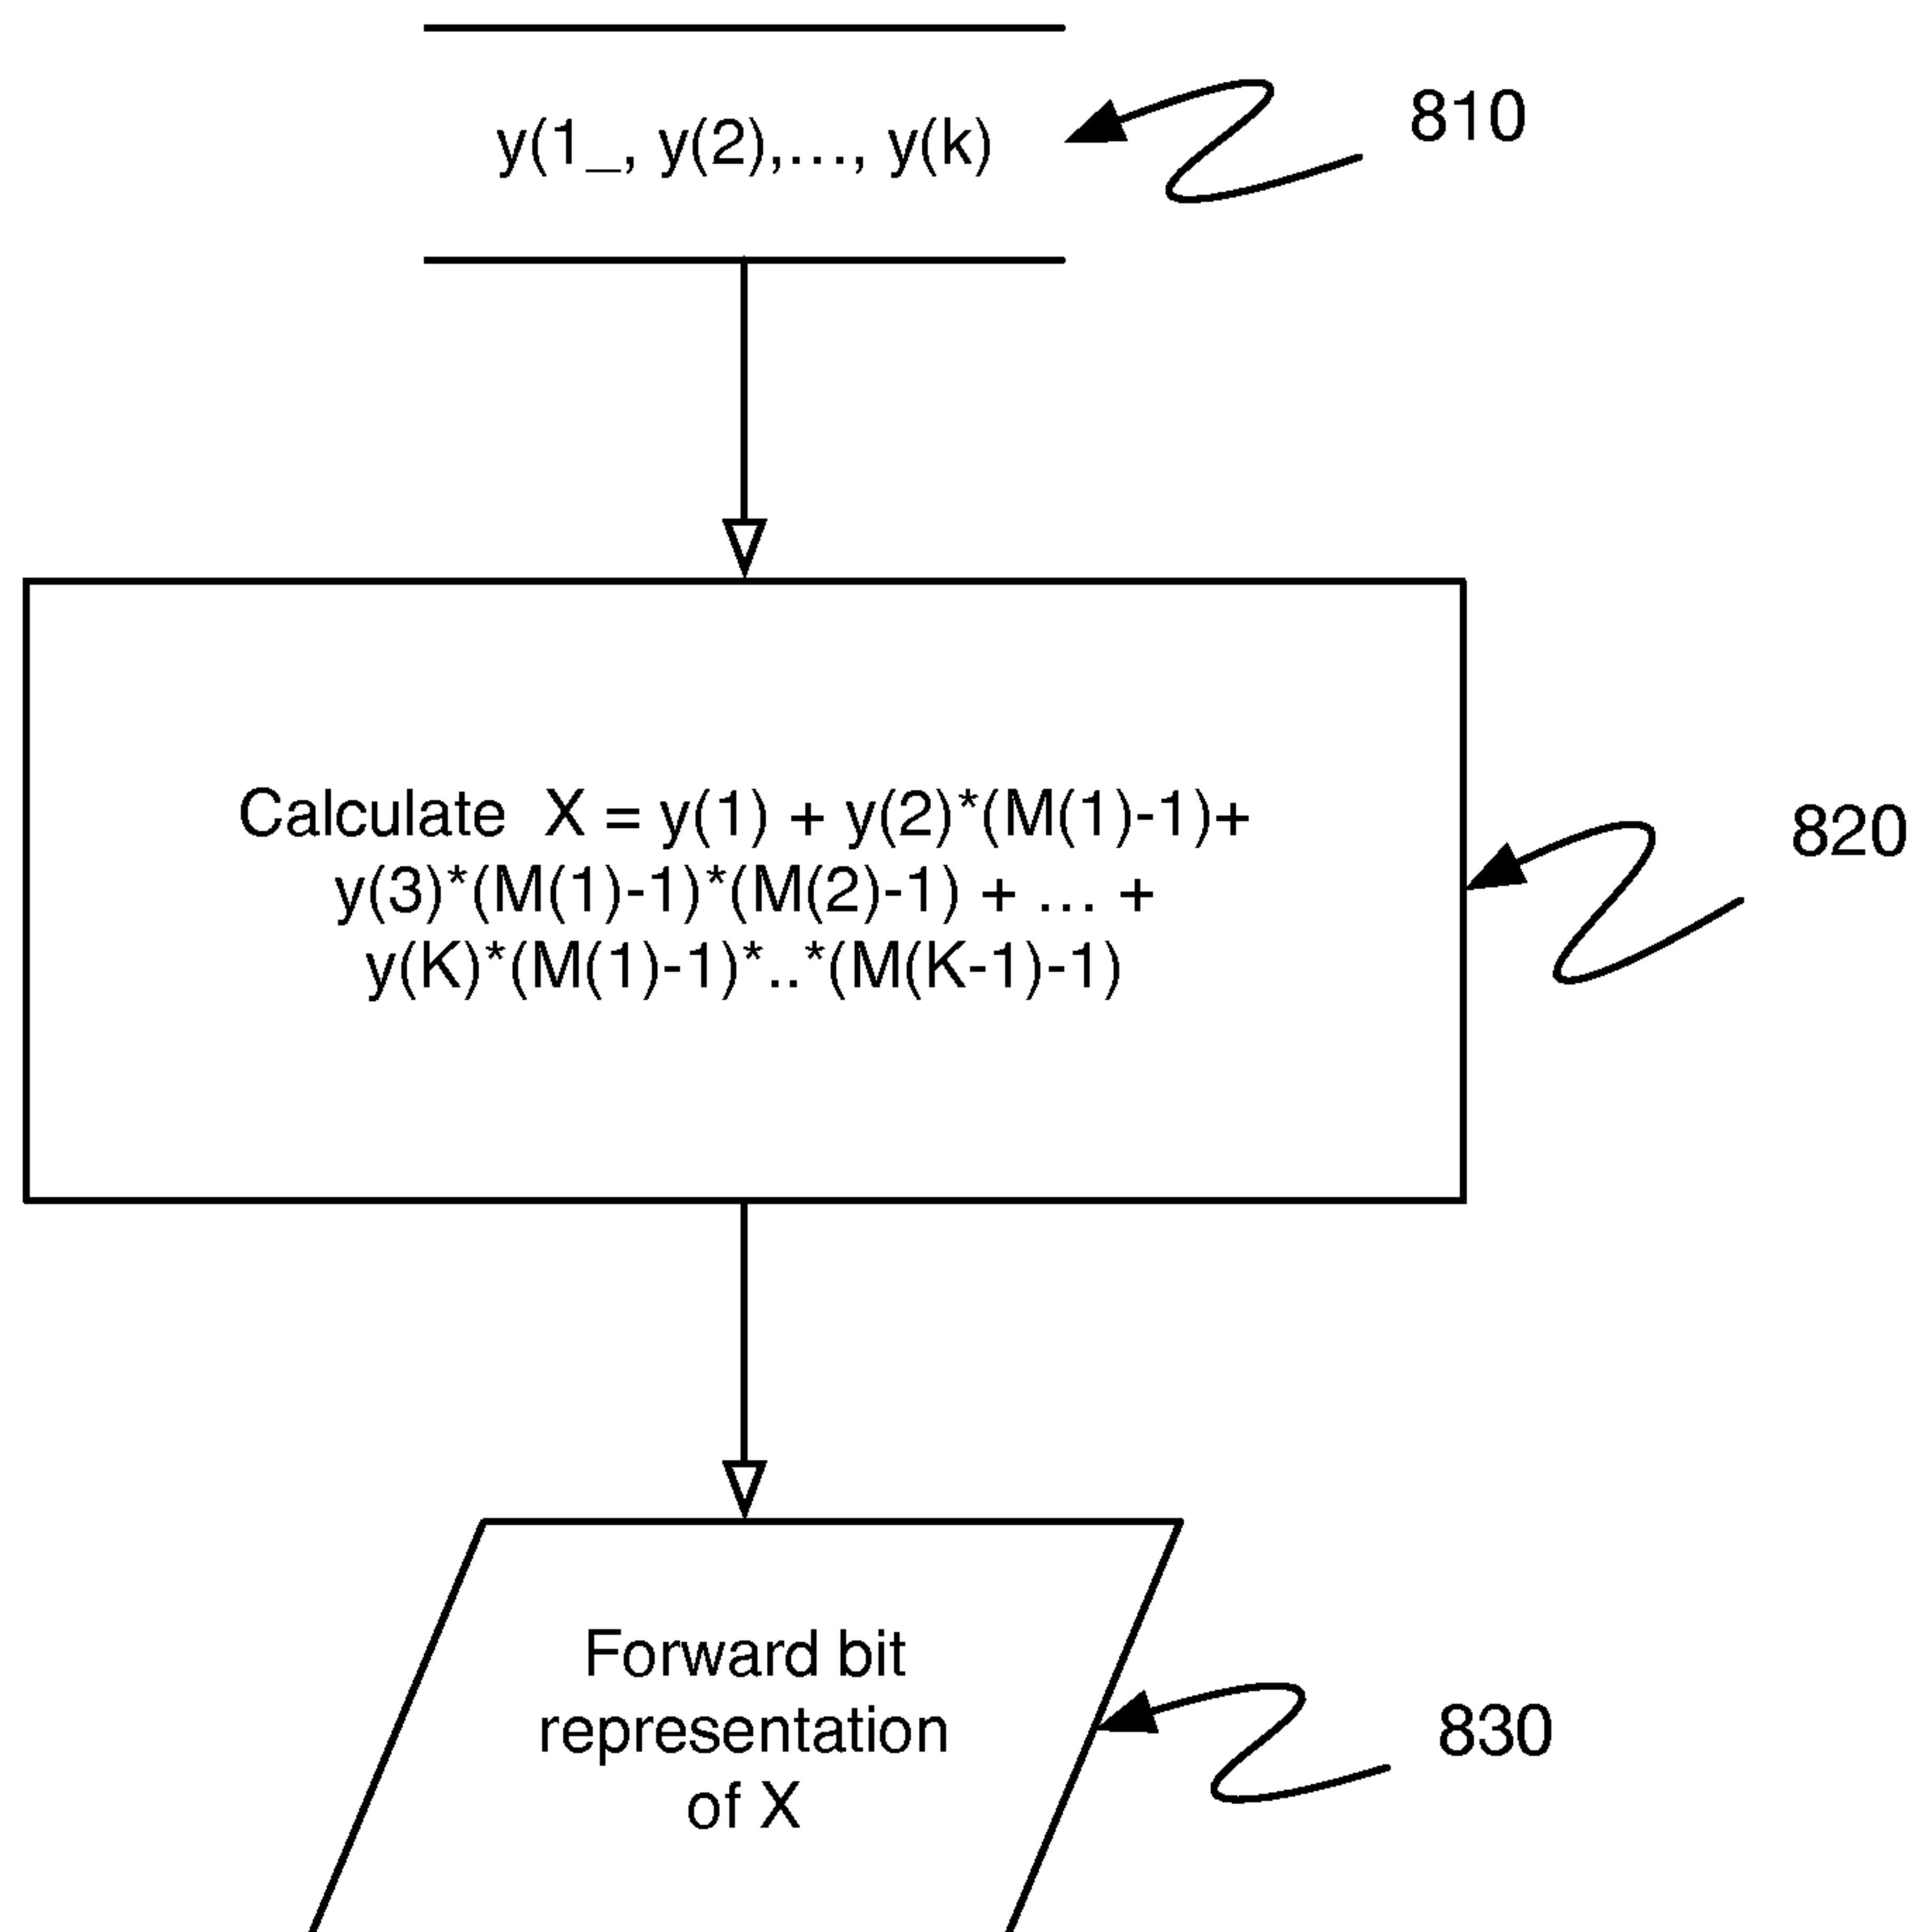 y(1_, y(2),..., y(k)
810
Calculate  X = y(1) + y(2)*(M(1)-1)+
y(3)*(M(1)-1)*(M(2)-1) + ... +
y(K)*(M(1)-1)*..*(M(K-1)-1)
820
Forward bit
representation
of X
830